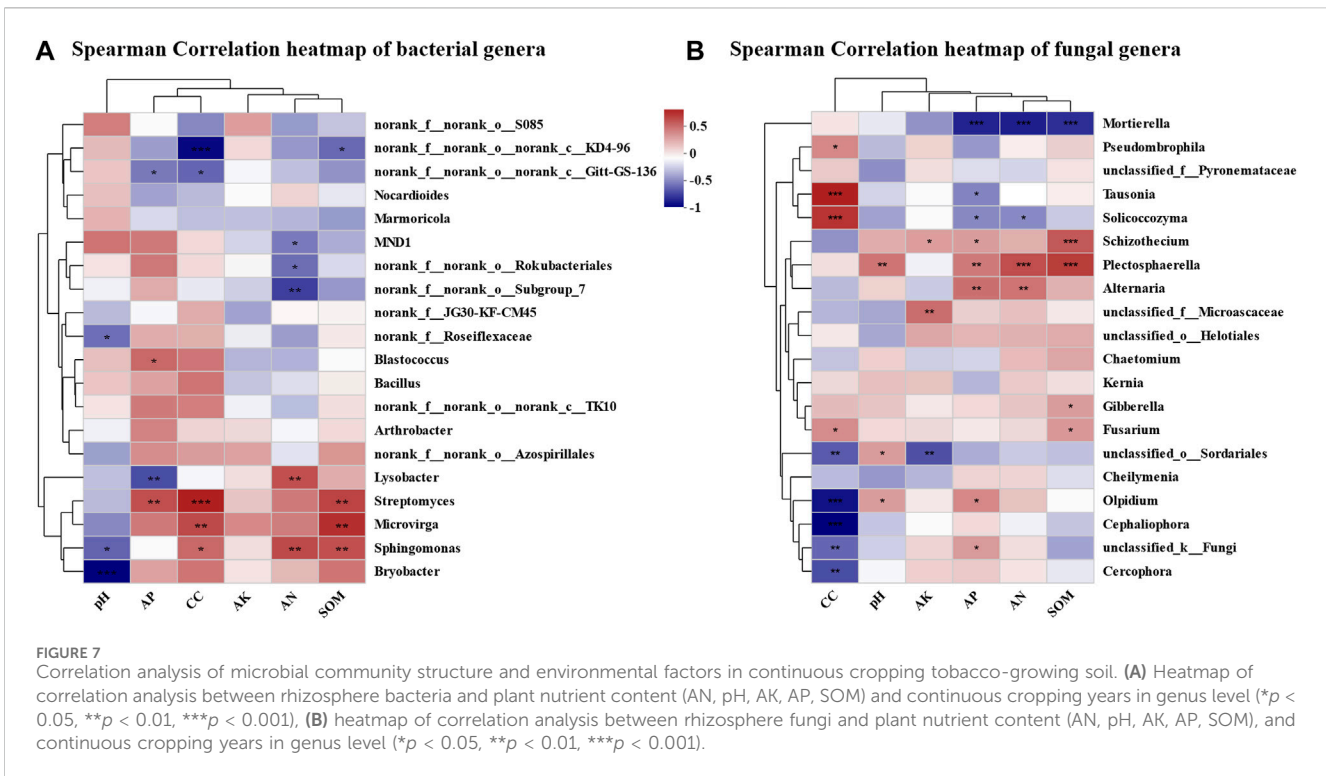 A Spearman Correlation heatmap of bacterial genera
norank_f__norank_o__S085
*** * norank_f__norank_o__norank_c__KD4-96
* * norank_f__norank_o__norank_c__Gitt-GS-136
Nocardioides
Marmoricola
* MND1
* norank_f__norank_o__Rokubacteriales
** norank_f__norank_o__Subgroup_7
norank_f__JG30-KF-CM45
* norank_f__Roseiflexaceae
* Blastococcus
Bacillus
norank_f__norank_o__norank_c__TK10
Arthrobacter
norank_f__norank_o__Azospirillales
** ** Lysobacter
** *** ** Streptomyces
** ** Microvirga
* * ** ** Sphingomonas
*** Bryobacter
pH AP CC AK AN SOM
0.5
0
-0.5
-1
B Spearman Correlation heatmap of fungal genera
*** *** *** Mortierella
* Pseudombrophila
unclassified_f__Pyronemataceae
*** * Tausonia
*** * * Solicoccozyma
* * *** Schizothecium
** ** *** *** Plectosphaerella
** ** Alternaria
** unclassified_f__Microascaceae
unclassified_o__Helotiales
Chaetomium
Kernia
* Gibberella
* * Fusarium
** * ** unclassified_o__Sordariales
Cheilymenia
*** * * Olpidium
*** Cephaliophora
** * unclassified_k__Fungi
** Cercophora
CC pH AK AP AN SOM
FIGURE 7
Correlation analysis of microbial community structure and environmental factors in continuous cropping tobacco-growing soil. (A) Heatmap of
correlation analysis between rhizosphere bacteria and plant nutrient content (AN, pH, AK, AP, SOM) and continuous cropping years in genus level (*p <
0.05, **p < 0.01, ***p < 0.001), (B) heatmap of correlation analysis between rhizosphere fungi and plant nutrient content (AN, pH, AK, AP, SOM), and
continuous cropping years in genus level (*p < 0.05, **p < 0.01, ***p < 0.001).